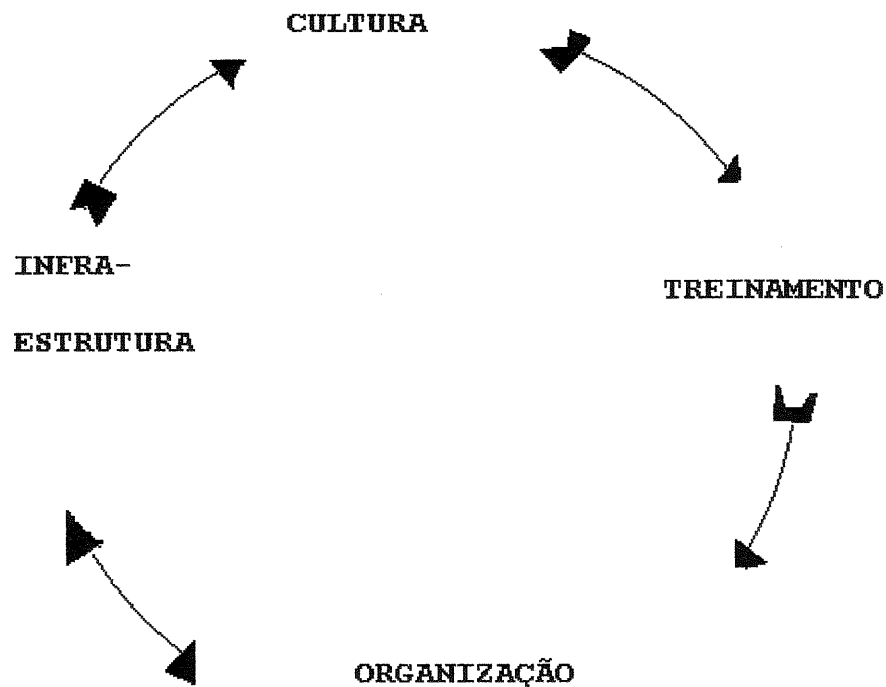 CULTURA
INFRA-
TREINAMENTO
ESTRUTURA
ORGANIZAÇÃO